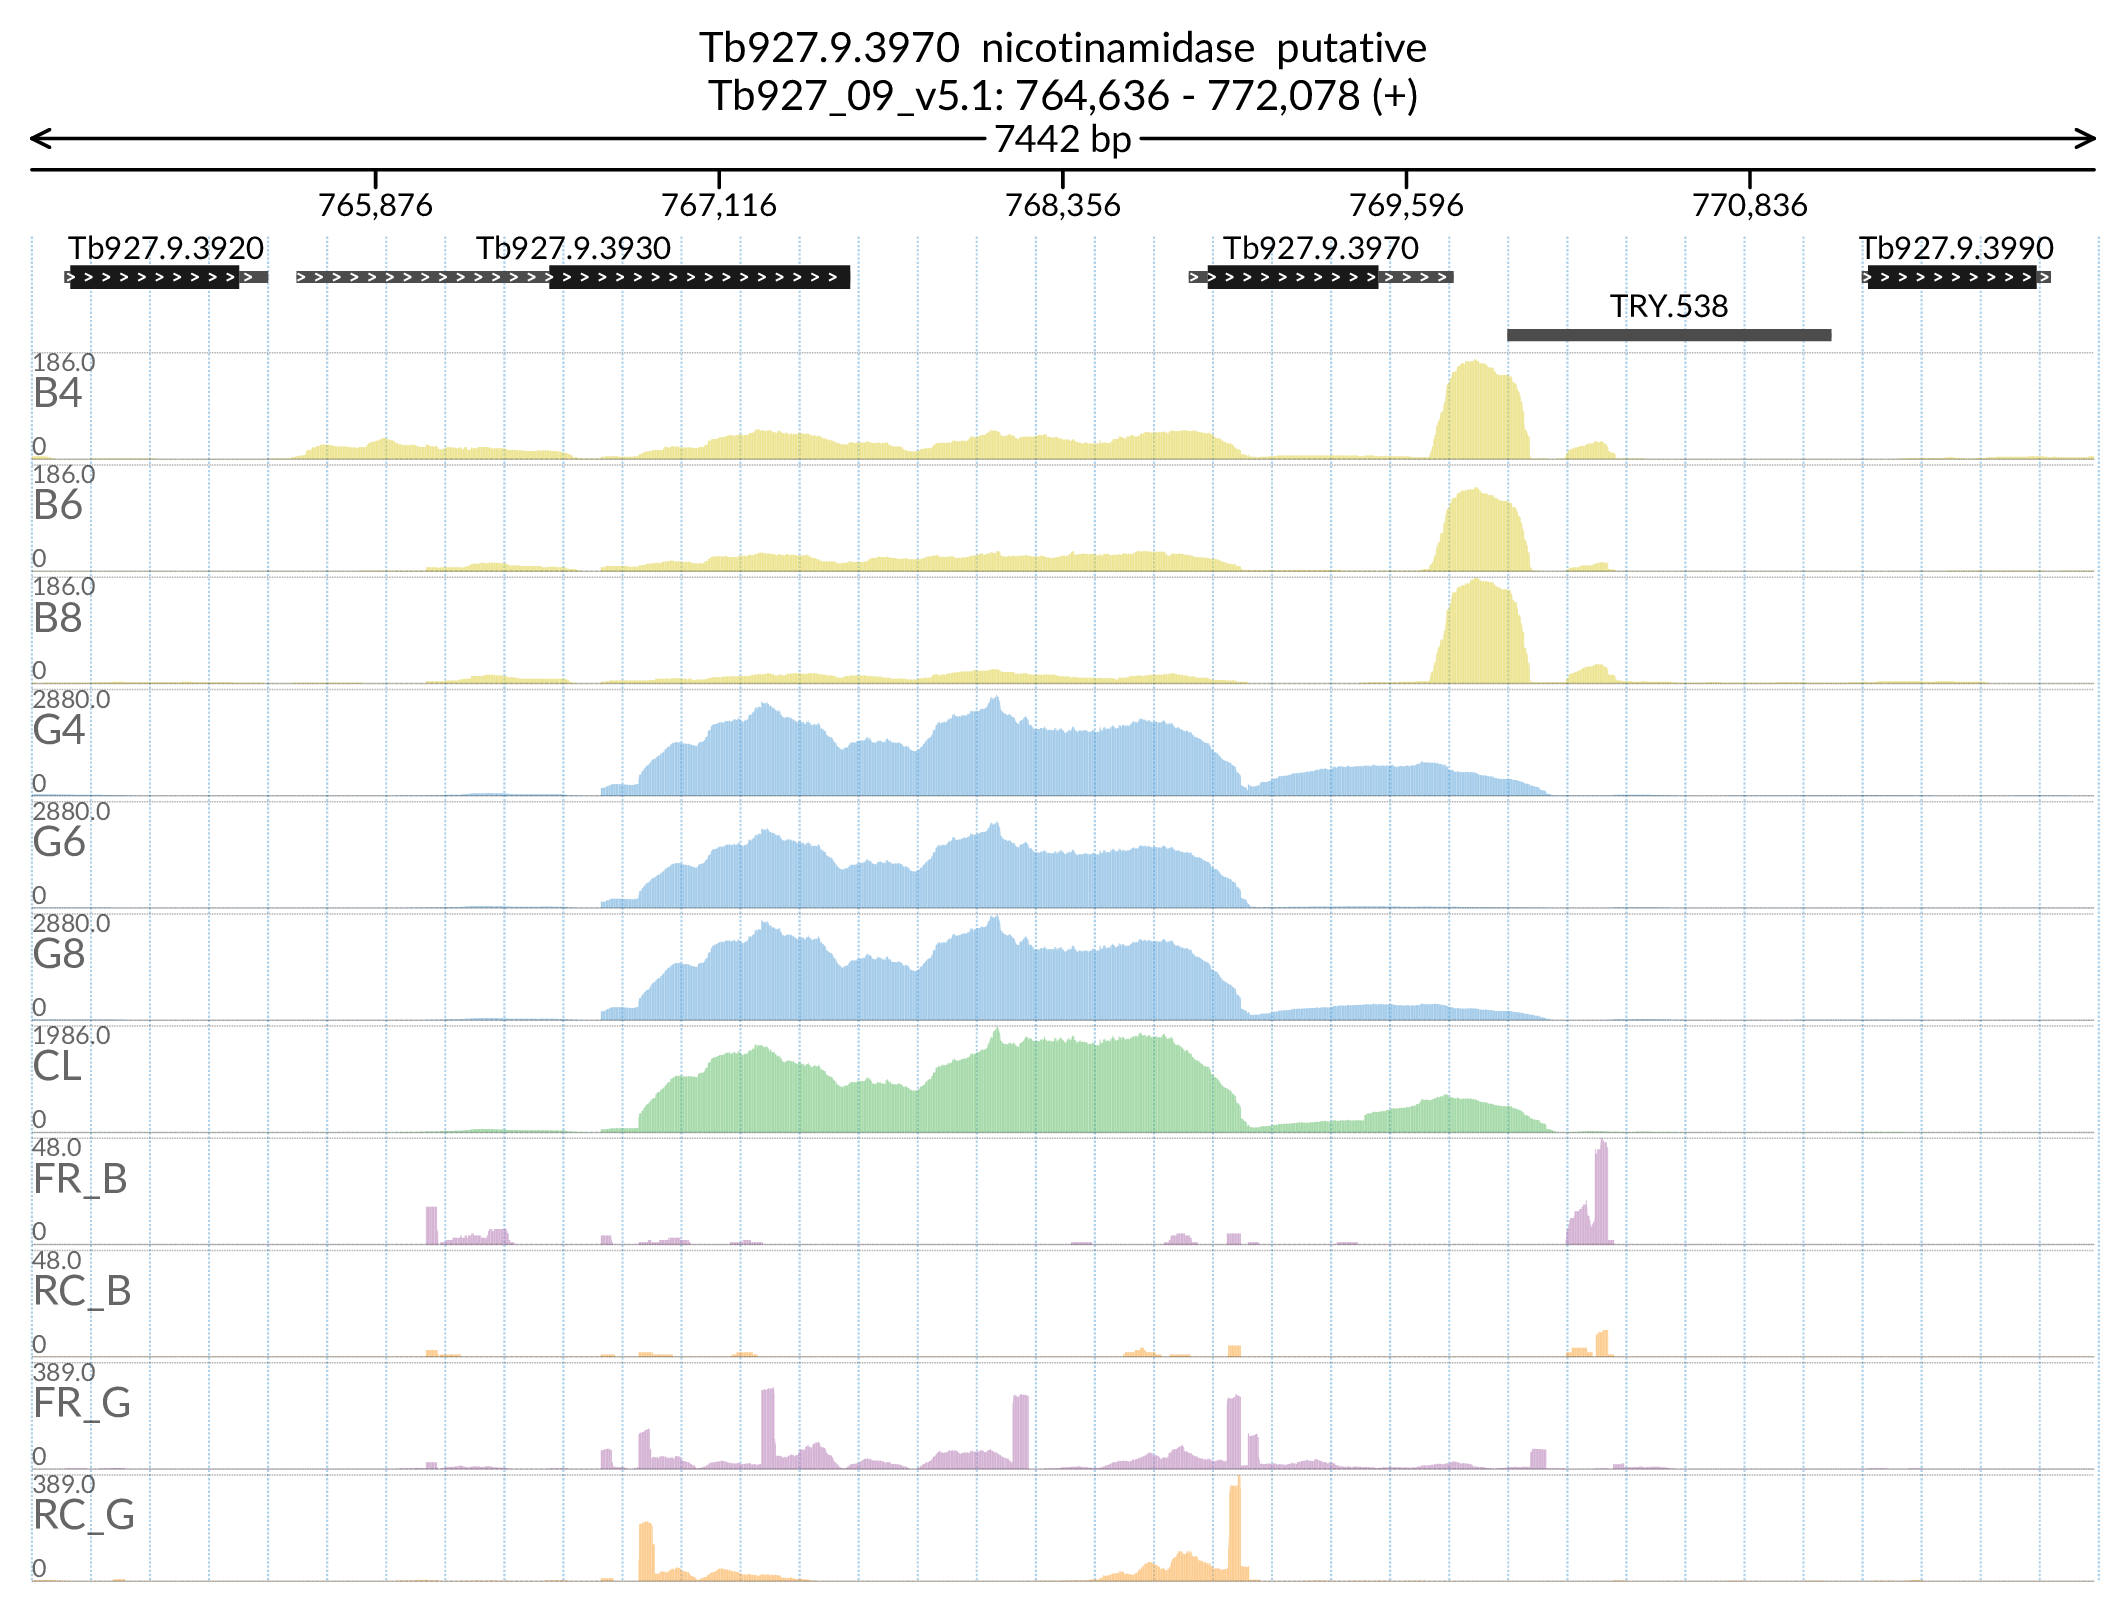 Tb927.9.3970 nicotinamidase putative
Tb927_09_v5.1: 764,636 - 772,078 (+)
7442 bp
765,876 767,116 768,356 769,596 770,836
Tb927.9.3920 Tb927.9.3930 Tb927.9.3970 Tb927.9.3990
TRY.538
186.0
B4
0
186.0
B6
0
186.0
B8
0
2880.0
G4
0
2880.0
G6
0
2880.0
G8
0
1986.0
CL
0
48.0
FR_B
0
48.0
RC_B
0
389.0
FR_G
0
389.0
RC_G
0